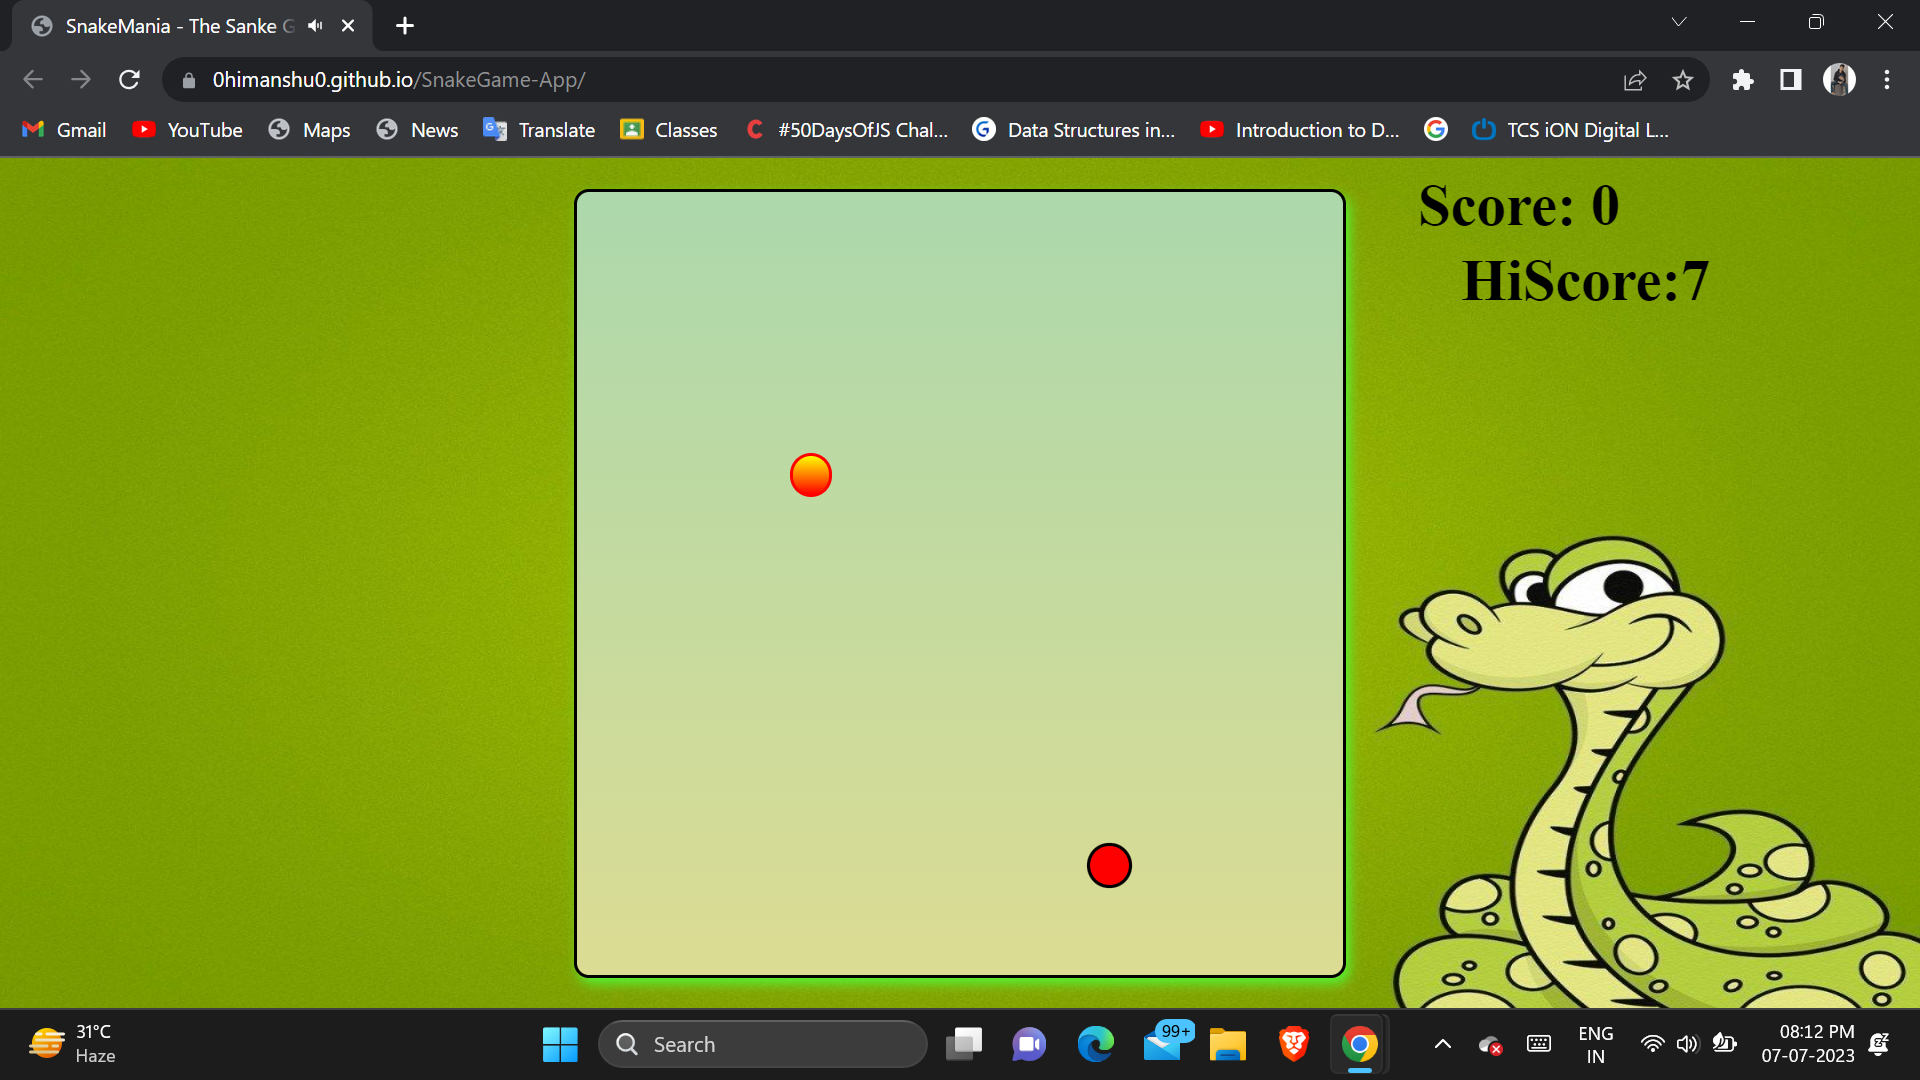 SnakeMania - The Sanke G
0himanshu0.github.io/SnakeGame-App/
Gmail YouTube Maps News Translate Classes #50DaysOfJS Chal... Data Structures in... Introduction to D... TCS iON Digital L...
Score: 0
HiScore:7
31°C
Haze
Search
99+
ENG
IN
08:12 PM
07-07-2023